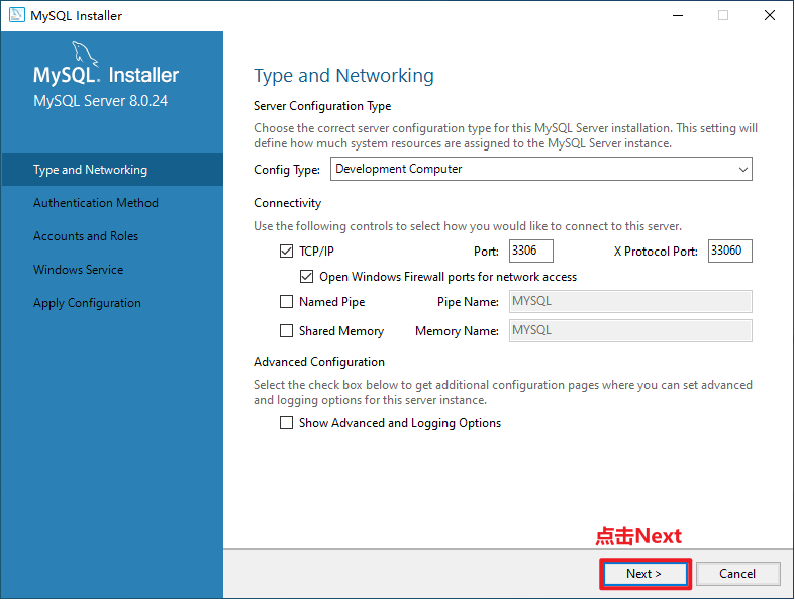 MySQL Installer
MySQL. Installer
MySQL Server 8.0.24
Type and Networking
Authentication Method
Accounts and Roles
Windows Service
Apply Configuration
Type and Networking
Server Configuration Type
Choose the correct server configuration type for this MySQL Server installation. This setting will
define how much system resources are assigned to the MySQL Server instance.
Config Type: Development Computer
Connectivity
Use the following controls to select how you would like to connect to this server.
TCP/IP Port: 3306 X Protocol Port: 33060
Open Windows Firewall ports for network access
Named Pipe Pipe Name: MYSQL
Shared Memory Memory Name: MYSQL
Advanced Configuration
Select the check box below to get additional configuration pages where you can set advanced
and logging options for this server instance.
Show Advanced and Logging Options
点击Next
Next > Cancel